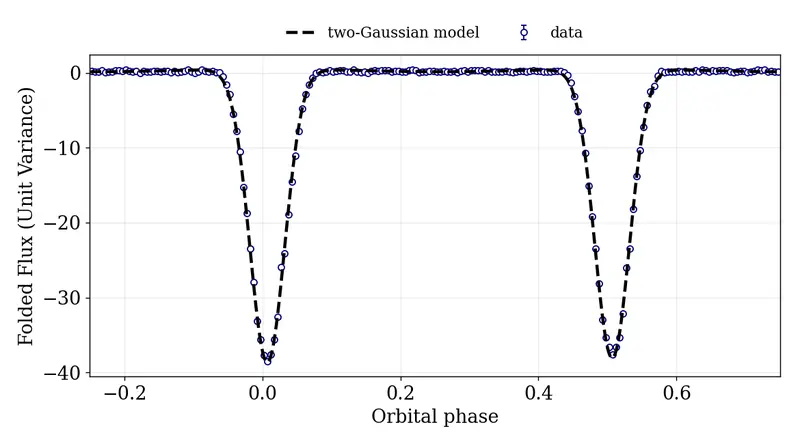 two-Gaussian model data
Folded Flux (Unit Variance)
0
−10
−20
−30
−40
−0.2 0.0 0.2 0.4 0.6
Orbital phase